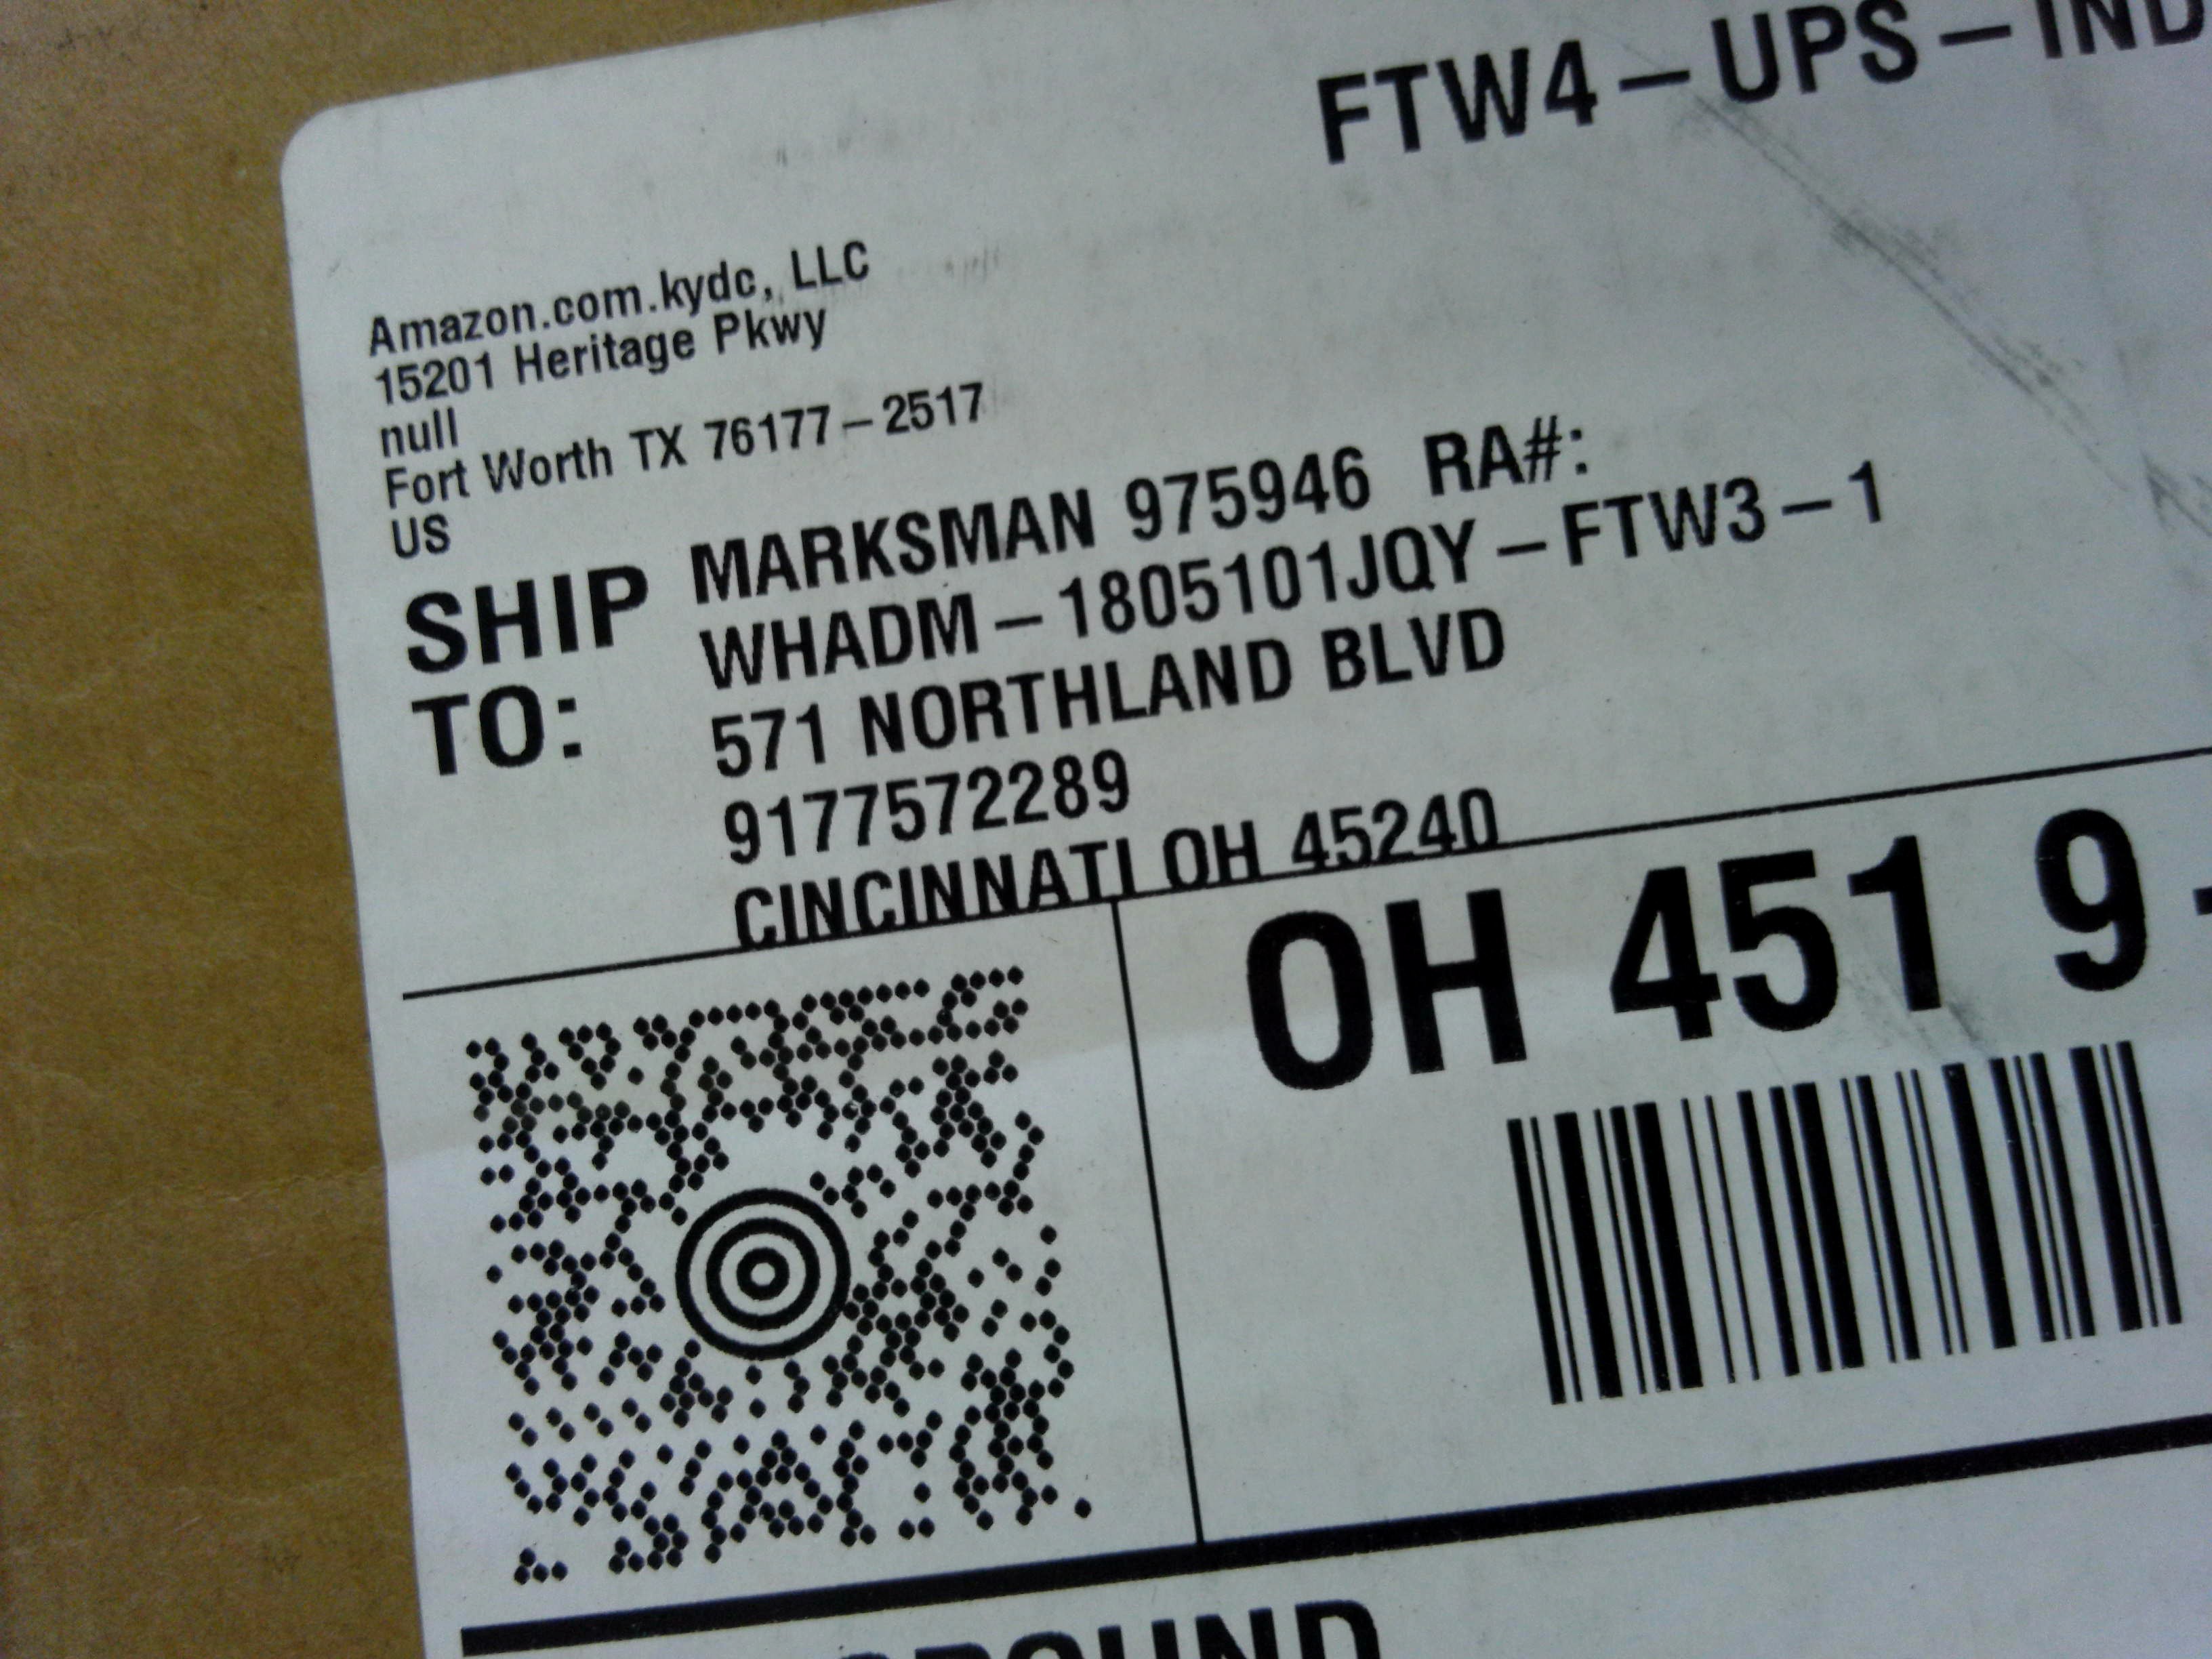 FTW4-UPS-IND
Amazon.com.kydc, LLC
15201 Heritage Pkwy
null
Fort Worth TX 76177-2517
US
SHIP TO:
MARKSMAN 975946 RA#:
WHADM-1805101JQY-FTW3-1
571 NORTHLAND BLVD
9177572289
CINCINNATI OH 45240
OH 451 9-